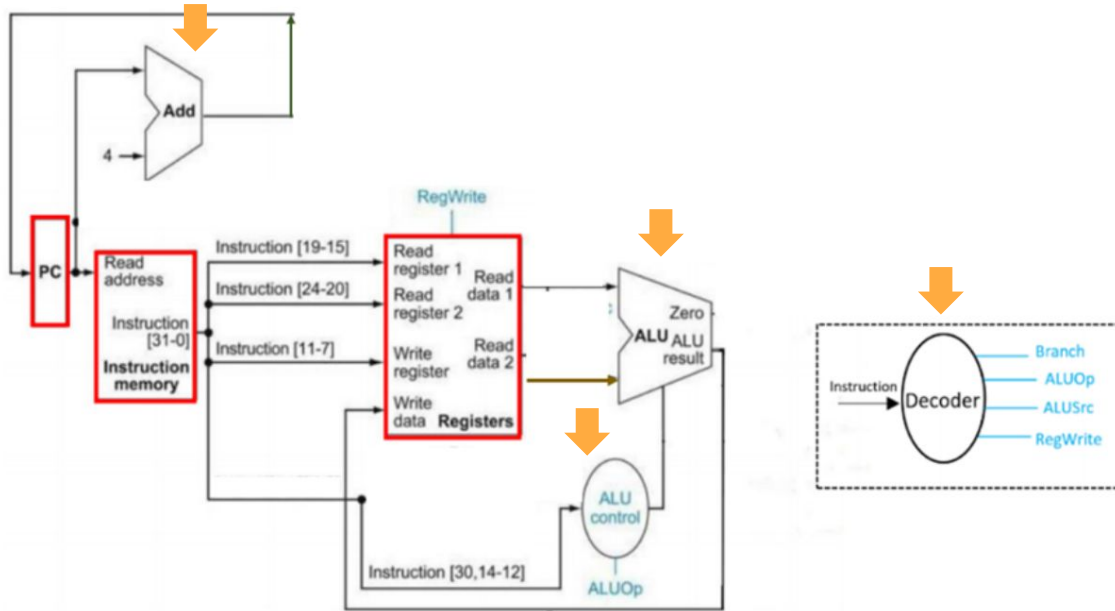 Add
4
RegWrite
PC
Read
address
Instruction
[31-0]
Instruction
memory
Instruction [19-15]
Instruction [24-20]
Instruction [11-7]
Read
register 1
Read
data 1
Read
register 2
Write
register
Read
data 2
Write
data
Registers
Zero
ALU
ALU
result
ALU
control
ALUOp
Instruction [30,14-12]
Instruction
Decoder
Branch
ALUOp
ALUSrc
RegWrite